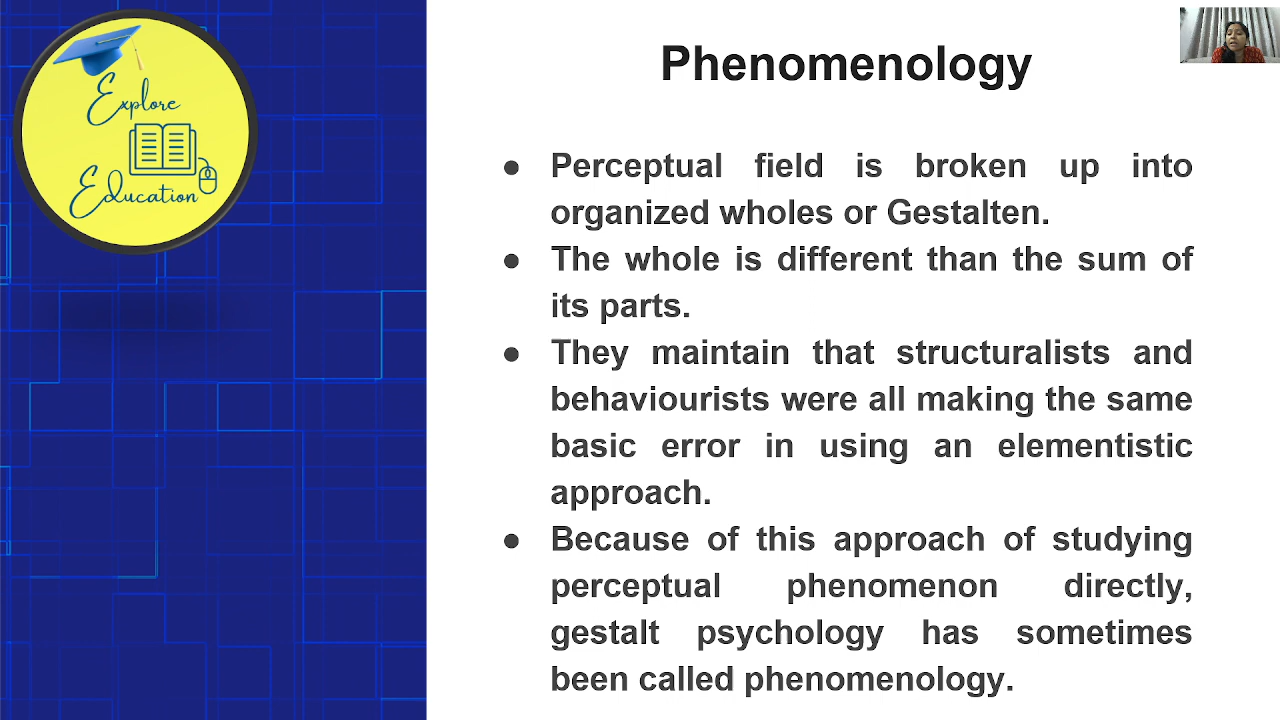 Explore
Education
Phenomenology
● Perceptual field is broken up into
organized wholes or Gestalten.
● The whole is different than the sum of
its parts.
● They maintain that structuralists and
behaviourists were all making the same
basic error in using an elementistic
approach.
● Because of this approach of studying
perceptual phenomenon directly,
gestalt psychology has sometimes
been called phenomenology.